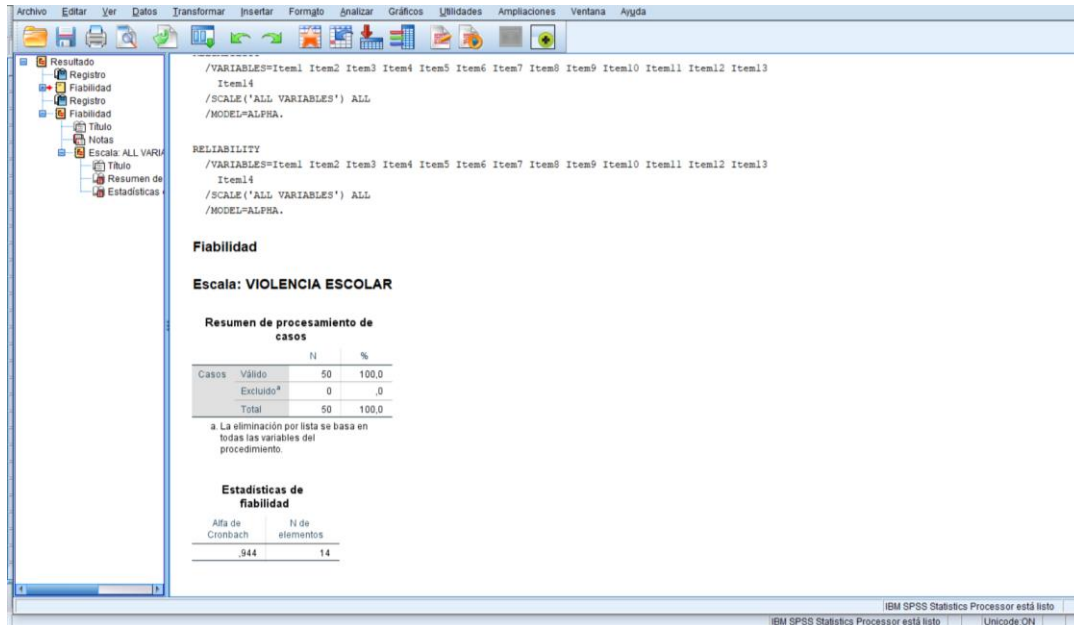 Archivo Editar Ver Datos Transformar Insertar Formato Analizar Gráficos Utilidades Ampliaciones Ventana Ayuda
Resultado
Registro
Fiabilidad
Registro
Fiabilidad
Título
Notas
Escala: ALL VARIA
Título
Resumen de
Estadísticas
/VARIABLES=Item1 Item2 Item3 Item4 Item5 Item6 Item7 Item8 Item9 Item10 Item11 Item12 Item13
Item14
/SCALE('ALL VARIABLES') ALL
/MODEL=ALPHA.
RELIABILITY
/VARIABLES=Item1 Item2 Item3 Item4 Item5 Item6 Item7 Item8 Item9 Item10 Item11 Item12 Item13
Item14
/SCALE('ALL VARIABLES') ALL
/MODEL=ALPHA.
Fiabilidad
Escala: VIOLENCIA ESCOLAR
Resumen de procesamiento de
casos
N %
Casos Válido 50 100,0
Excluido a 0 ,0
Total 50 100,0
a. La eliminación por lista se basa en
todas las variables del
procedimiento.
Estadísticas de
fiabilidad
Alfa de N de
Cronbach elementos
,944 14
IBM SPSS Statistics Processor está listo
IBM SPSS Statistics Processor está listo Unicode:ON